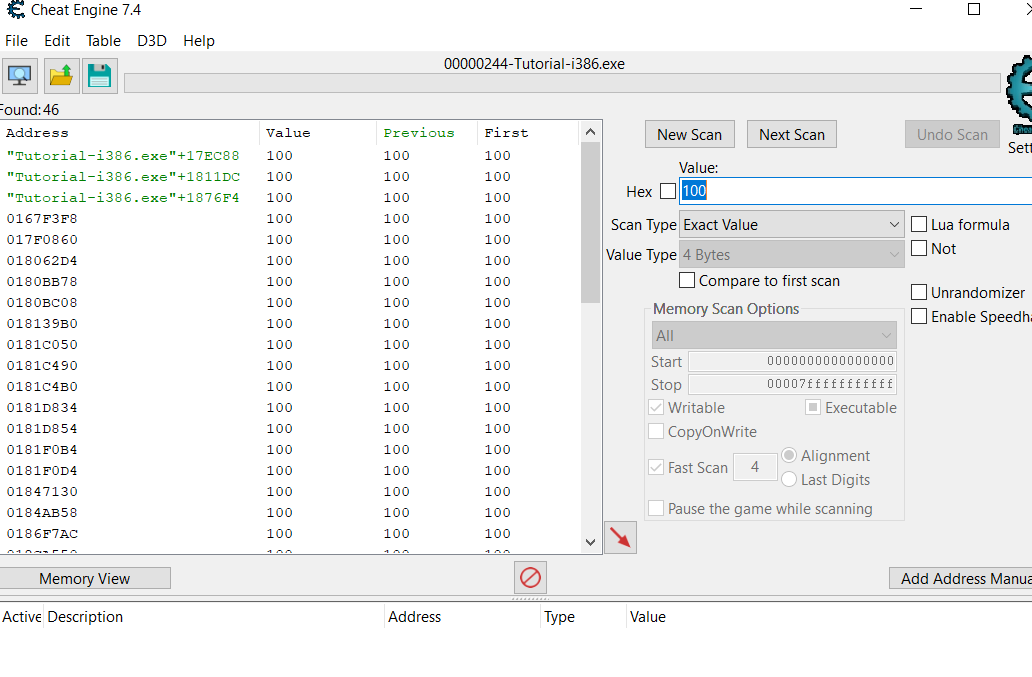 Cheat Engine 7.4
File Edit Table D3D Help
00000244-Tutorial-i386.exe
Found: 46
Address Value Previous First
"Tutorial-i386.exe"+17EC88 100 100 100
"Tutorial-i386.exe"+1811DC 100 100 100
"Tutorial-i386.exe"+1876F4 100 100 100
0167F3F8 100 100 100
017F0860 100 100 100
018062D4 100 100 100
0180BB78 100 100 100
0180BC08 100 100 100
018139B0 100 100 100
0181C050 100 100 100
0181C490 100 100 100
0181C4B0 100 100 100
0181D834 100 100 100
0181D854 100 100 100
0181F0B4 100 100 100
0181F0D4 100 100 100
01847130 100 100 100
0184AB58 100 100 100
0186F7AC 100 100 100
New Scan Next Scan Undo Scan
Sett
Value:
Hex 100
Scan Type Exact Value Lua formula
Value Type 4 Bytes Not
Compare to first scan
Unrandomizer
Enable Speedha
Memory Scan Options
All
Start 0000000000000000
Stop 00007fffffffffff
Writable Executable
CopyOnWrite
Fast Scan 4 Alignment
Last Digits
Pause the game while scanning
Memory View Add Address Manua
Active Description Address Type Value